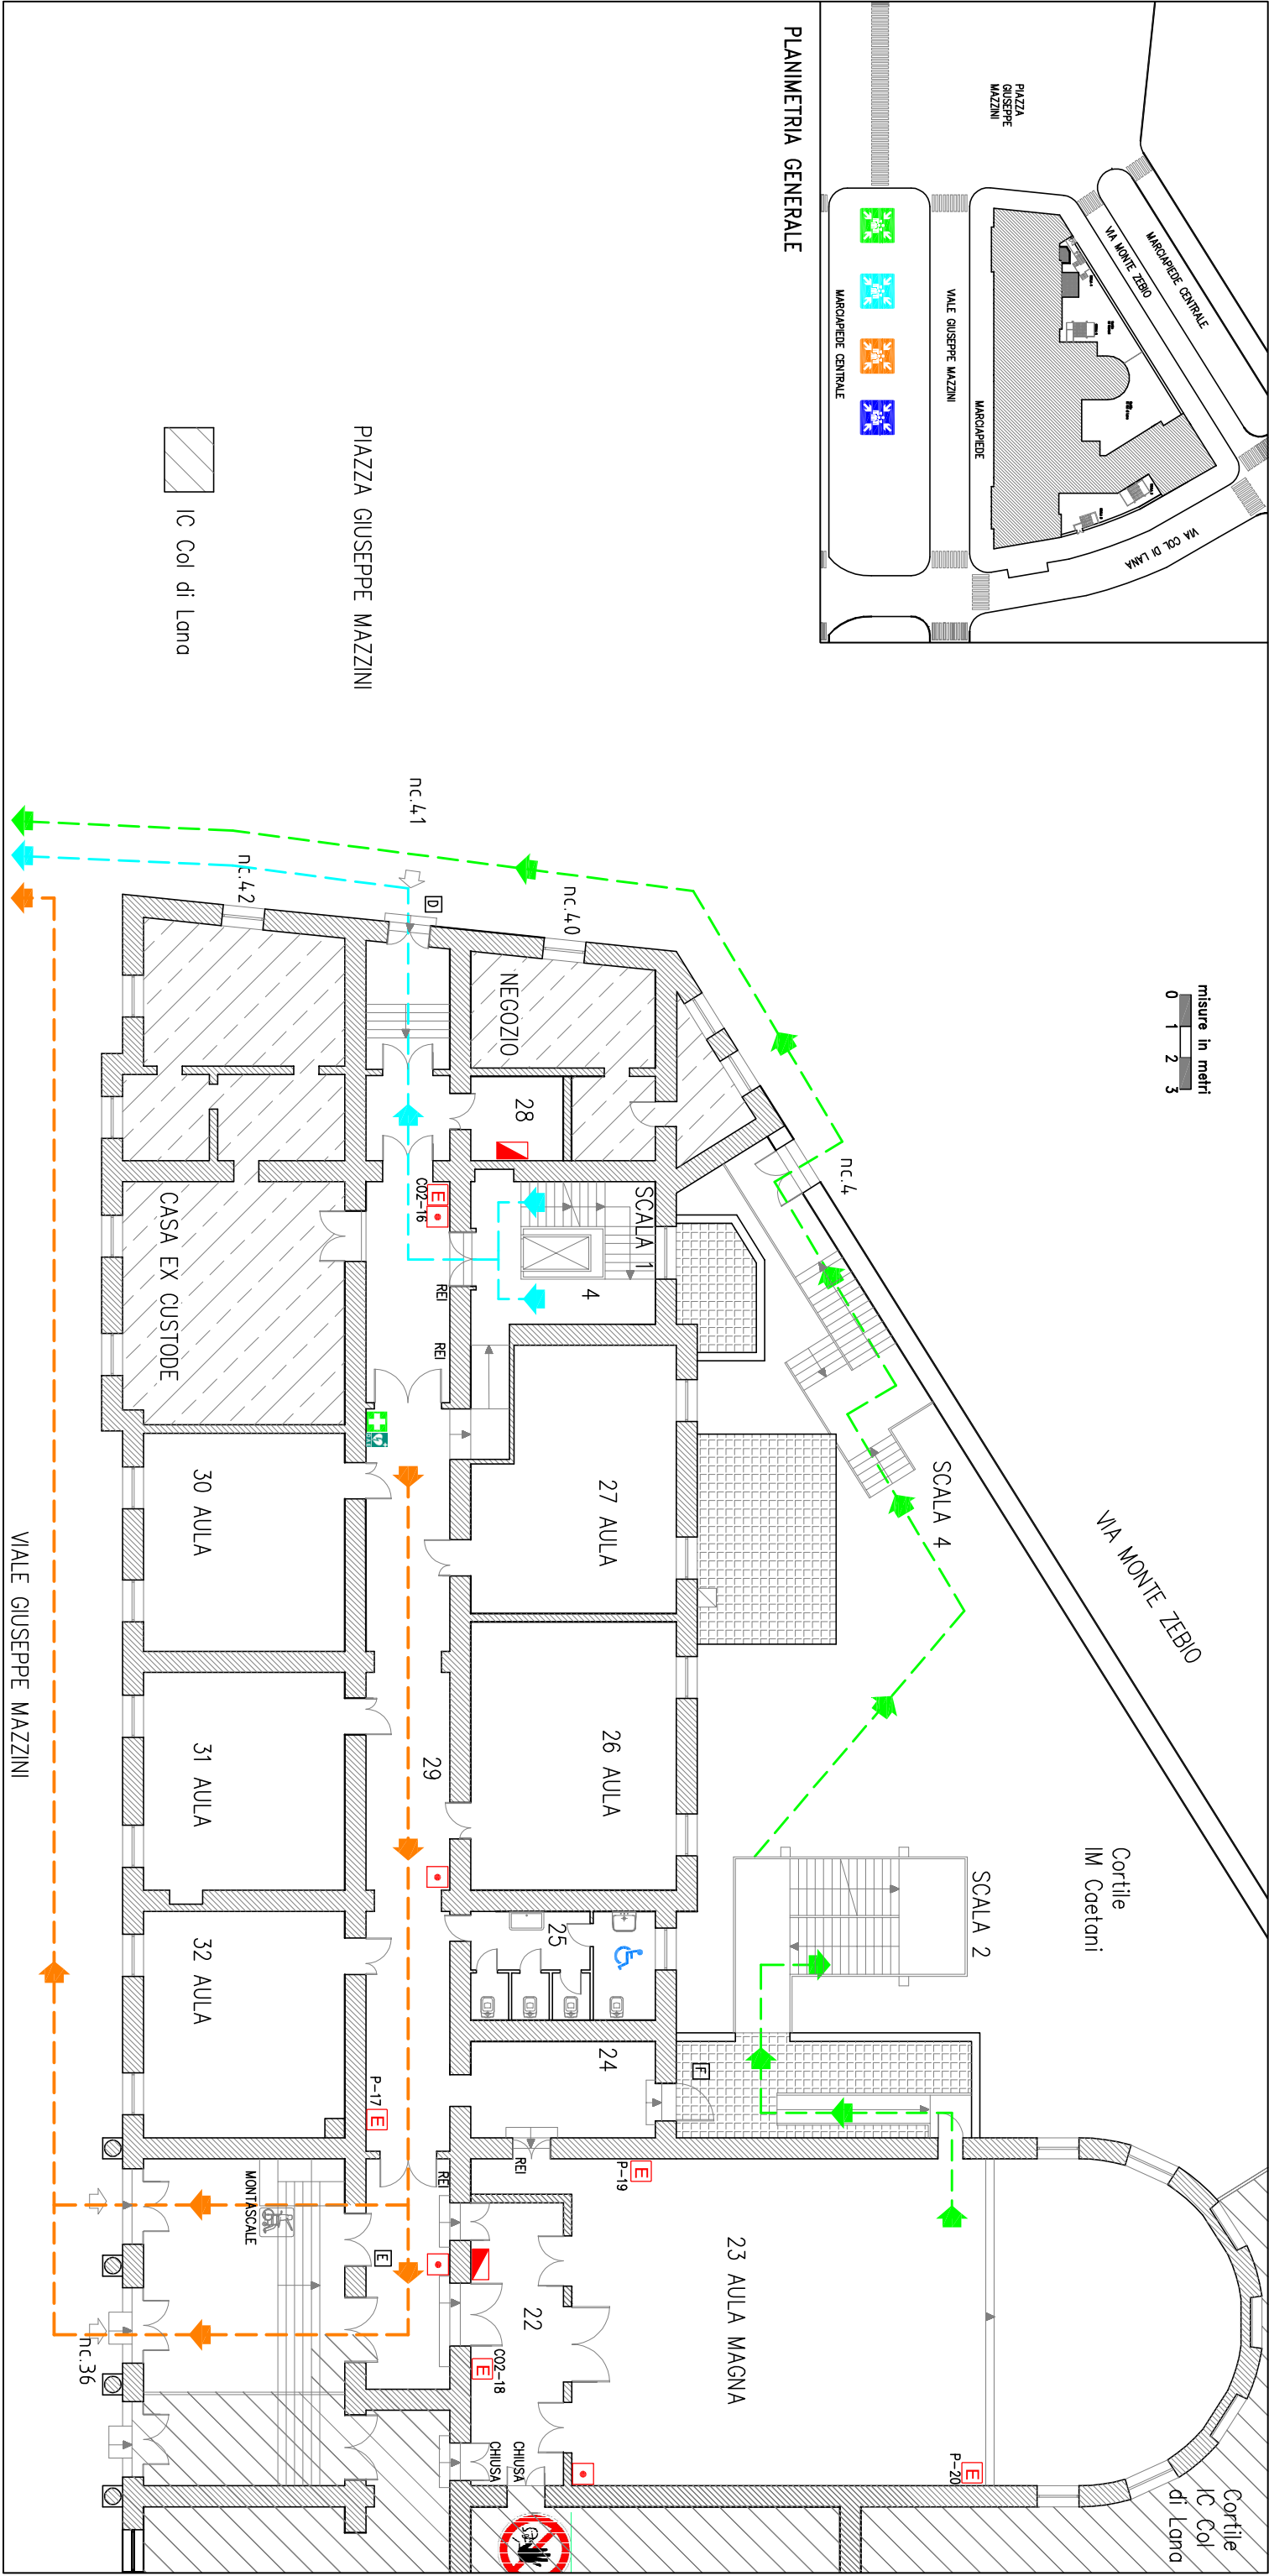 PLANIMETRIA GENERALE
PIAZZA
GIUSEPPE
MAZZINI
MARCIAPIEDE CENTRALE
VIA MONTE ZEBIO
MARCIAPIEDE
VIALE GIUSEPPE MAZZINI
MARCIAPIEDE CENTRALE
VIA COL DI LANA
PIAZZA GIUSEPPE MAZZINI
IC Col di Lana
misure in metri
0 1 2 3
VIA MONTE ZEBIO
Cortile
IM Caetani
Cortile
IC Col
di Lana
SCALA 4
SCALA 2
nc.4
nc.40
nc.41
nc.42
D
NEGOZIO
28
SCALA 1
4
E
CO2-16
REI
REI
CASA EX CUSTODE
27 AULA
26 AULA
25
24
F
29
30 AULA
31 AULA
32 AULA
P-17
E
REI
REI
P-19
E
23 AULA MAGNA
22
E
CO2-18
E
P-20
CHIUSA
CHIUSA
E
MONTASCALE
nc.36
VIALE GIUSEPPE MAZZINI